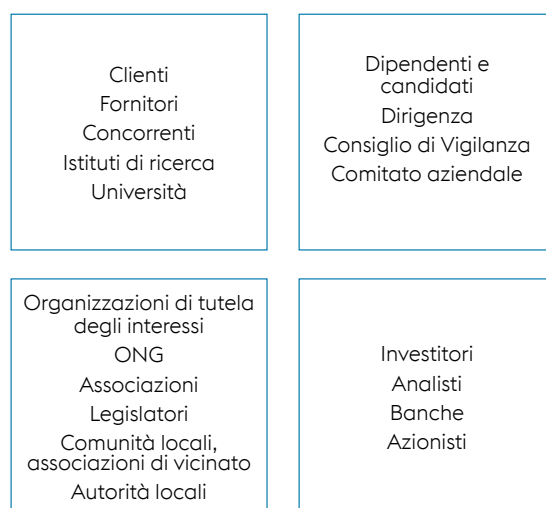 Clienti
Fornitori
Concorrenti
Istituti di ricerca
Università
Dipendenti e
candidati
Dirigenza
Consiglio di Vigilanza
Comitato aziendale
Organizzazioni di tutela
degli interessi
ONG
Associazioni
Legislatori
Comunità locali,
associazioni di vicinato
Autorità locali
Investitori
Analisti
Banche
Azionisti